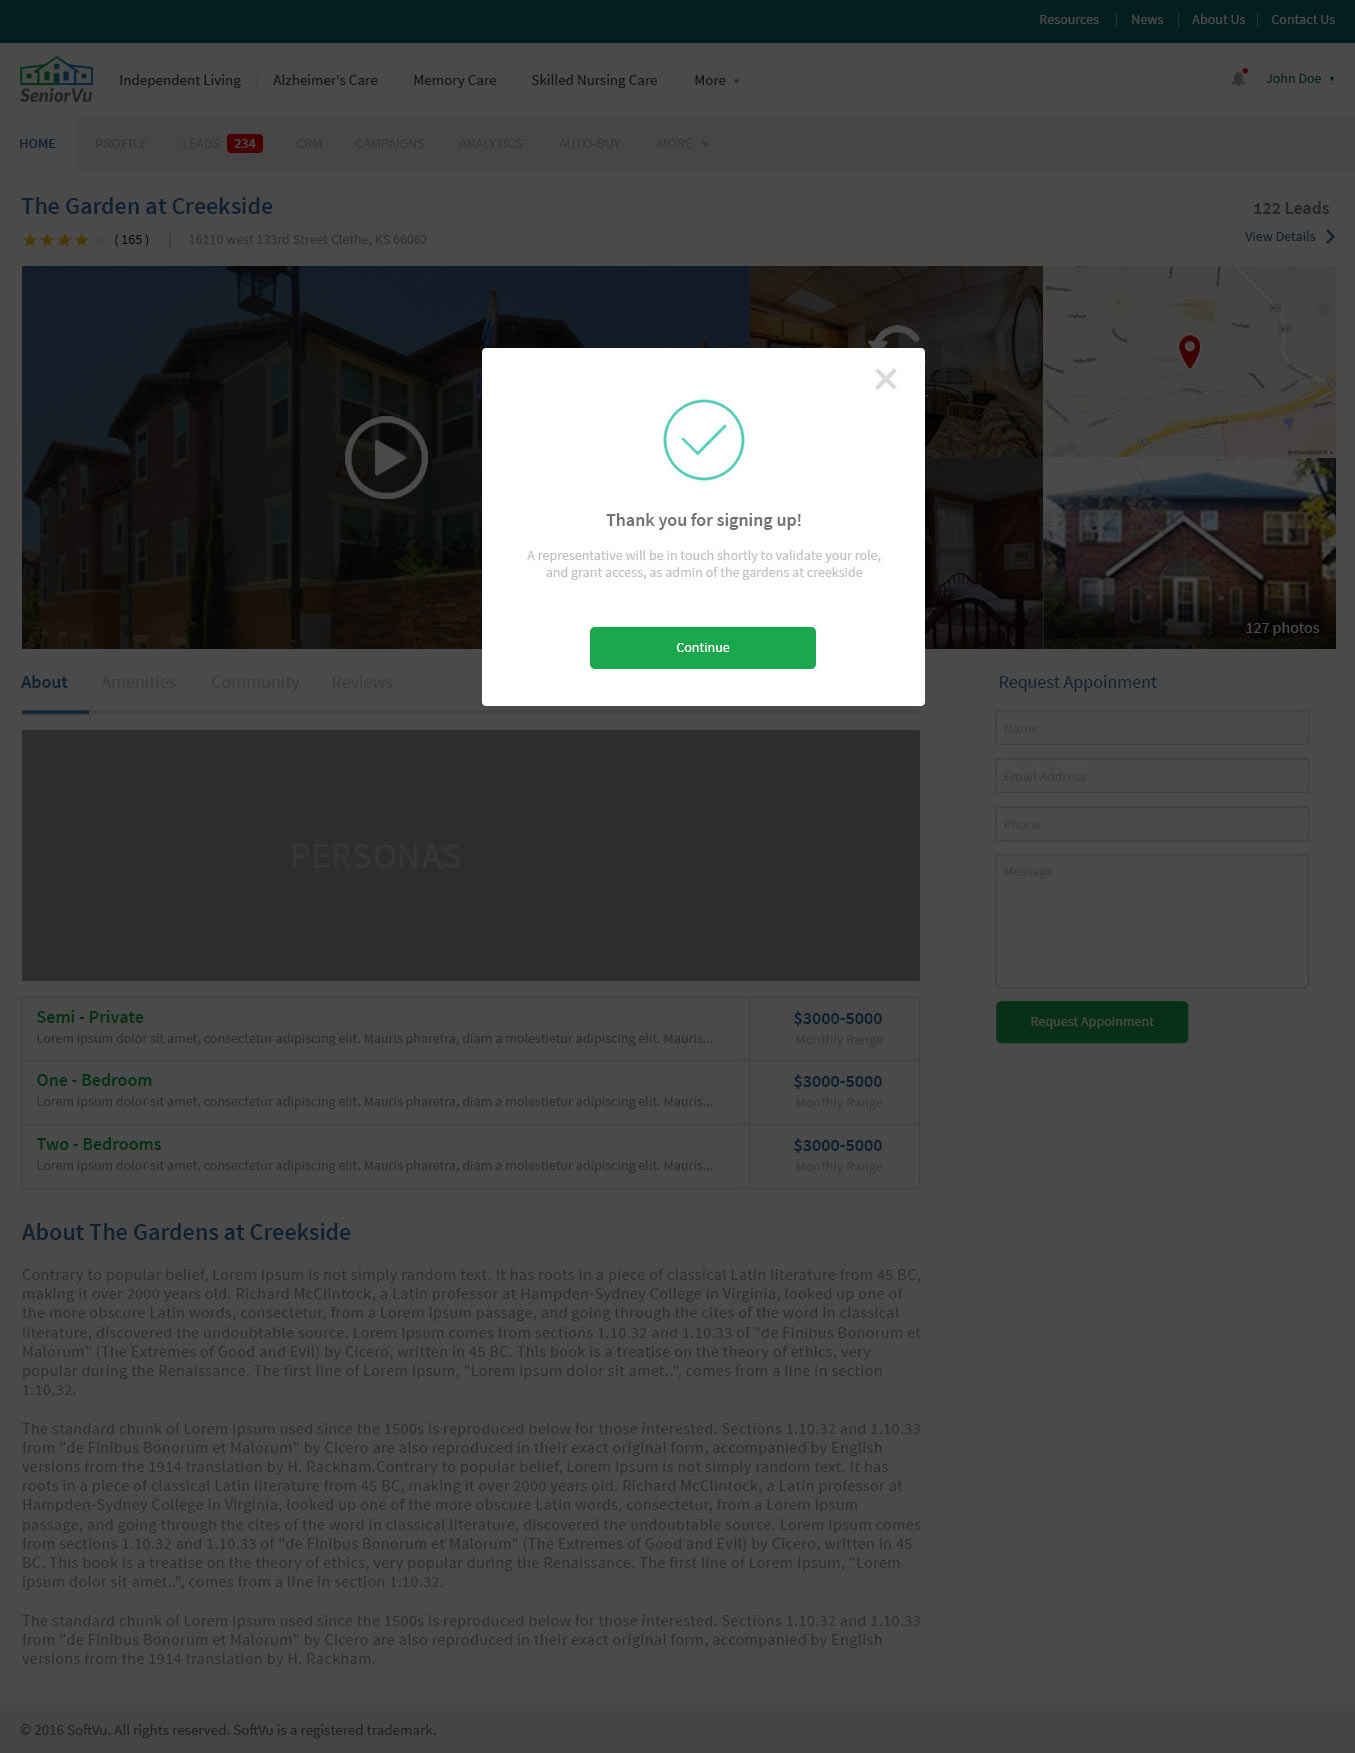 Resources
News
About Us
Contact Us
SeniorVu
Independent Living
Alzheimer's Care
Memory Care
Skilled Nursing Care
More
John Doe
HOME
PROFILE
LEADS 234
CRM
CAMPAIGNS
ANALYTICS
AUTO-BUY
MORE
The Garden at Creekside
122 Leads
( 165 ) | 16110 west 133rd Street Clethe, KS 66062
View Details
127 photos
Thank you for signing up!
A representative will be in touch shortly to validate your role,
and grant access, as admin of the gardens at creekside
Continue
About
Amenities
Community
Reviews
Request Appoinment
Name
Email Address
Phone
Message
Request Appoinment
PERSONAS
Semi - Private
Lorem ipsum dolor sit amet, consectetur adipiscing elit. Mauris pharetra, diam a molestietur adipiscing elit. Mauris...
$3000-5000
Monthly Range
One - Bedroom
Lorem ipsum dolor sit amet, consectetur adipiscing elit. Mauris pharetra, diam a molestietur adipiscing elit. Mauris...
$3000-5000
Monthly Range
Two - Bedrooms
Lorem ipsum dolor sit amet, consectetur adipiscing elit. Mauris pharetra, diam a molestietur adipiscing elit. Mauris...
$3000-5000
Monthly Range
About The Gardens at Creekside
Contrary to popular belief, Lorem Ipsum is not simply random text. It has roots in a piece of classical Latin literature from 45 BC,
making it over 2000 years old. Richard McClintock, a Latin professor at Hampden-Sydney College in Virginia, looked up one of
the more obscure Latin words, consectetur, from a Lorem Ipsum passage, and going through the cites of the word in classical
literature, discovered the undoubtable source. Lorem Ipsum comes from sections 1.10.32 and 1.10.33 of "de Finibus Bonorum et
Malorum" (The Extremes of Good and Evil) by Cicero, written in 45 BC. This book is a treatise on the theory of ethics, very
popular during the Renaissance. The first line of Lorem Ipsum, "Lorem ipsum dolor sit amet..", comes from a line in section
1.10.32.
The standard chunk of Lorem Ipsum used since the 1500s is reproduced below for those interested. Sections 1.10.32 and 1.10.33
from "de Finibus Bonorum et Malorum" by Cicero are also reproduced in their exact original form, accompanied by English
versions from the 1914 translation by H. Rackham.Contrary to popular belief, Lorem Ipsum is not simply random text. It has
roots in a piece of classical Latin literature from 45 BC, making it over 2000 years old. Richard McClintock, a Latin professor at
Hampden-Sydney College in Virginia, looked up one of the more obscure Latin words, consectetur, from a Lorem Ipsum
passage, and going through the cites of the word in classical literature, discovered the undoubtable source. Lorem Ipsum comes
from sections 1.10.32 and 1.10.33 of "de Finibus Bonorum et Malorum" (The Extremes of Good and Evil) by Cicero, written in 45
BC. This book is a treatise on the theory of ethics, very popular during the Renaissance. The first line of Lorem Ipsum, "Lorem
ipsum dolor sit amet..", comes from a line in section 1.10.32.
The standard chunk of Lorem Ipsum used since the 1500s is reproduced below for those interested. Sections 1.10.32 and 1.10.33
from "de Finibus Bonorum et Malorum" by Cicero are also reproduced in their exact original form, accompanied by English
versions from the 1914 translation by H. Rackham.
© 2016 SoftVu. All rights reserved. SoftVu is a registered trademark.